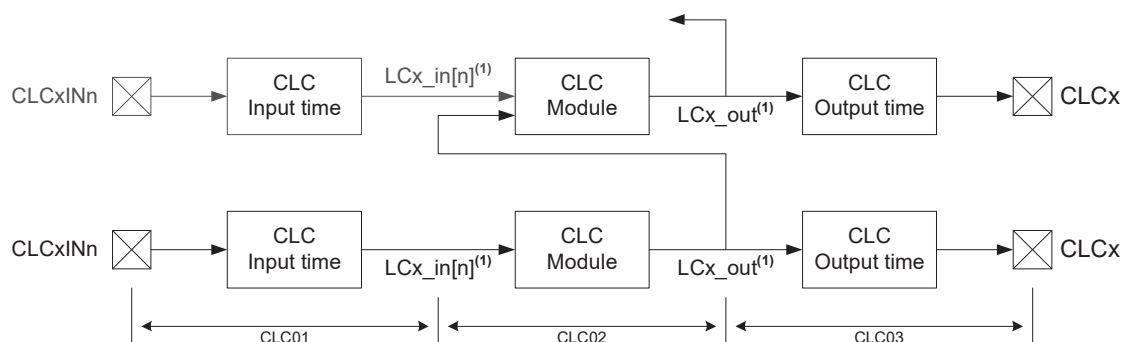 CLCxINn
CLC
Input time
LCx_in[n](1)
CLC
Module
LCx_out(1)
CLC
Output time
CLCx
CLCxINn
CLC
Input time
LCx_in[n](1)
CLC
Module
LCx_out(1)
CLC
Output time
CLCx
CLC01
CLC02
CLC03